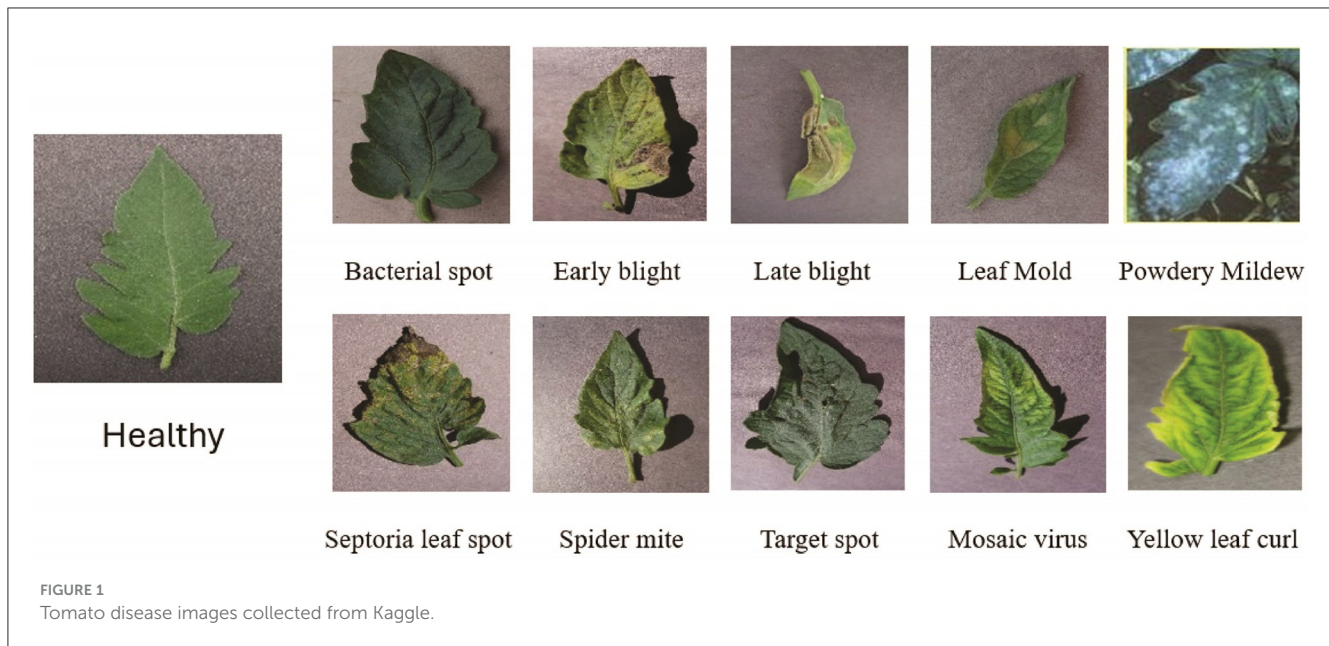 Bacterial spot
Early blight
Late blight
Leaf Mold
Powdery Mildew
Healthy
Septoria leaf spot
Spider mite
Target spot
Mosaic virus
Yellow leaf curl
FIGURE 1
Tomato disease images collected from Kaggle.